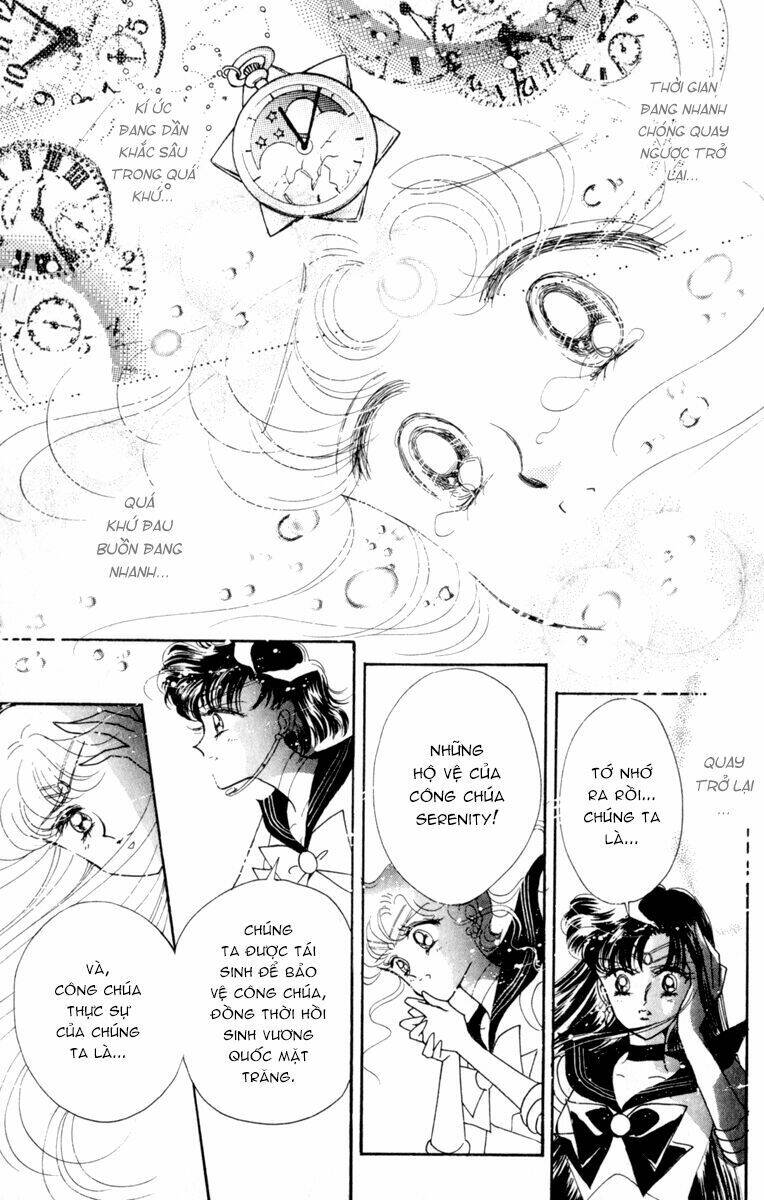 THỜI GIAN
ĐANG NHANH
CHÓNG QUAY
NGƯỢC TRỞ
LẠI...
KÍ ỨC
ĐANG DẦN
KHẮC SÂU
TRONG QUÁ
KHỨ...
QUÁ
KHỨ ĐAU
BUỒN ĐANG
NHANH...
QUAY
TRỞ LẠI
...
TỚ NHỚ
RA RỒI...
CHÚNG TA
LÀ...
NHỮNG
HỘ VỆ CỦA
CÔNG CHÚA
SERENITY!
CHÚNG
TA ĐƯỢC TÁI
SINH ĐỂ BẢO
VỆ CÔNG CHÚA,
ĐỒNG THỜI HỒI
SINH VƯƠNG
QUỐC MẶT
TRĂNG.
VÀ,
CÔNG CHÚA
THỰC SỰ
CỦA CHÚNG
TA LÀ...